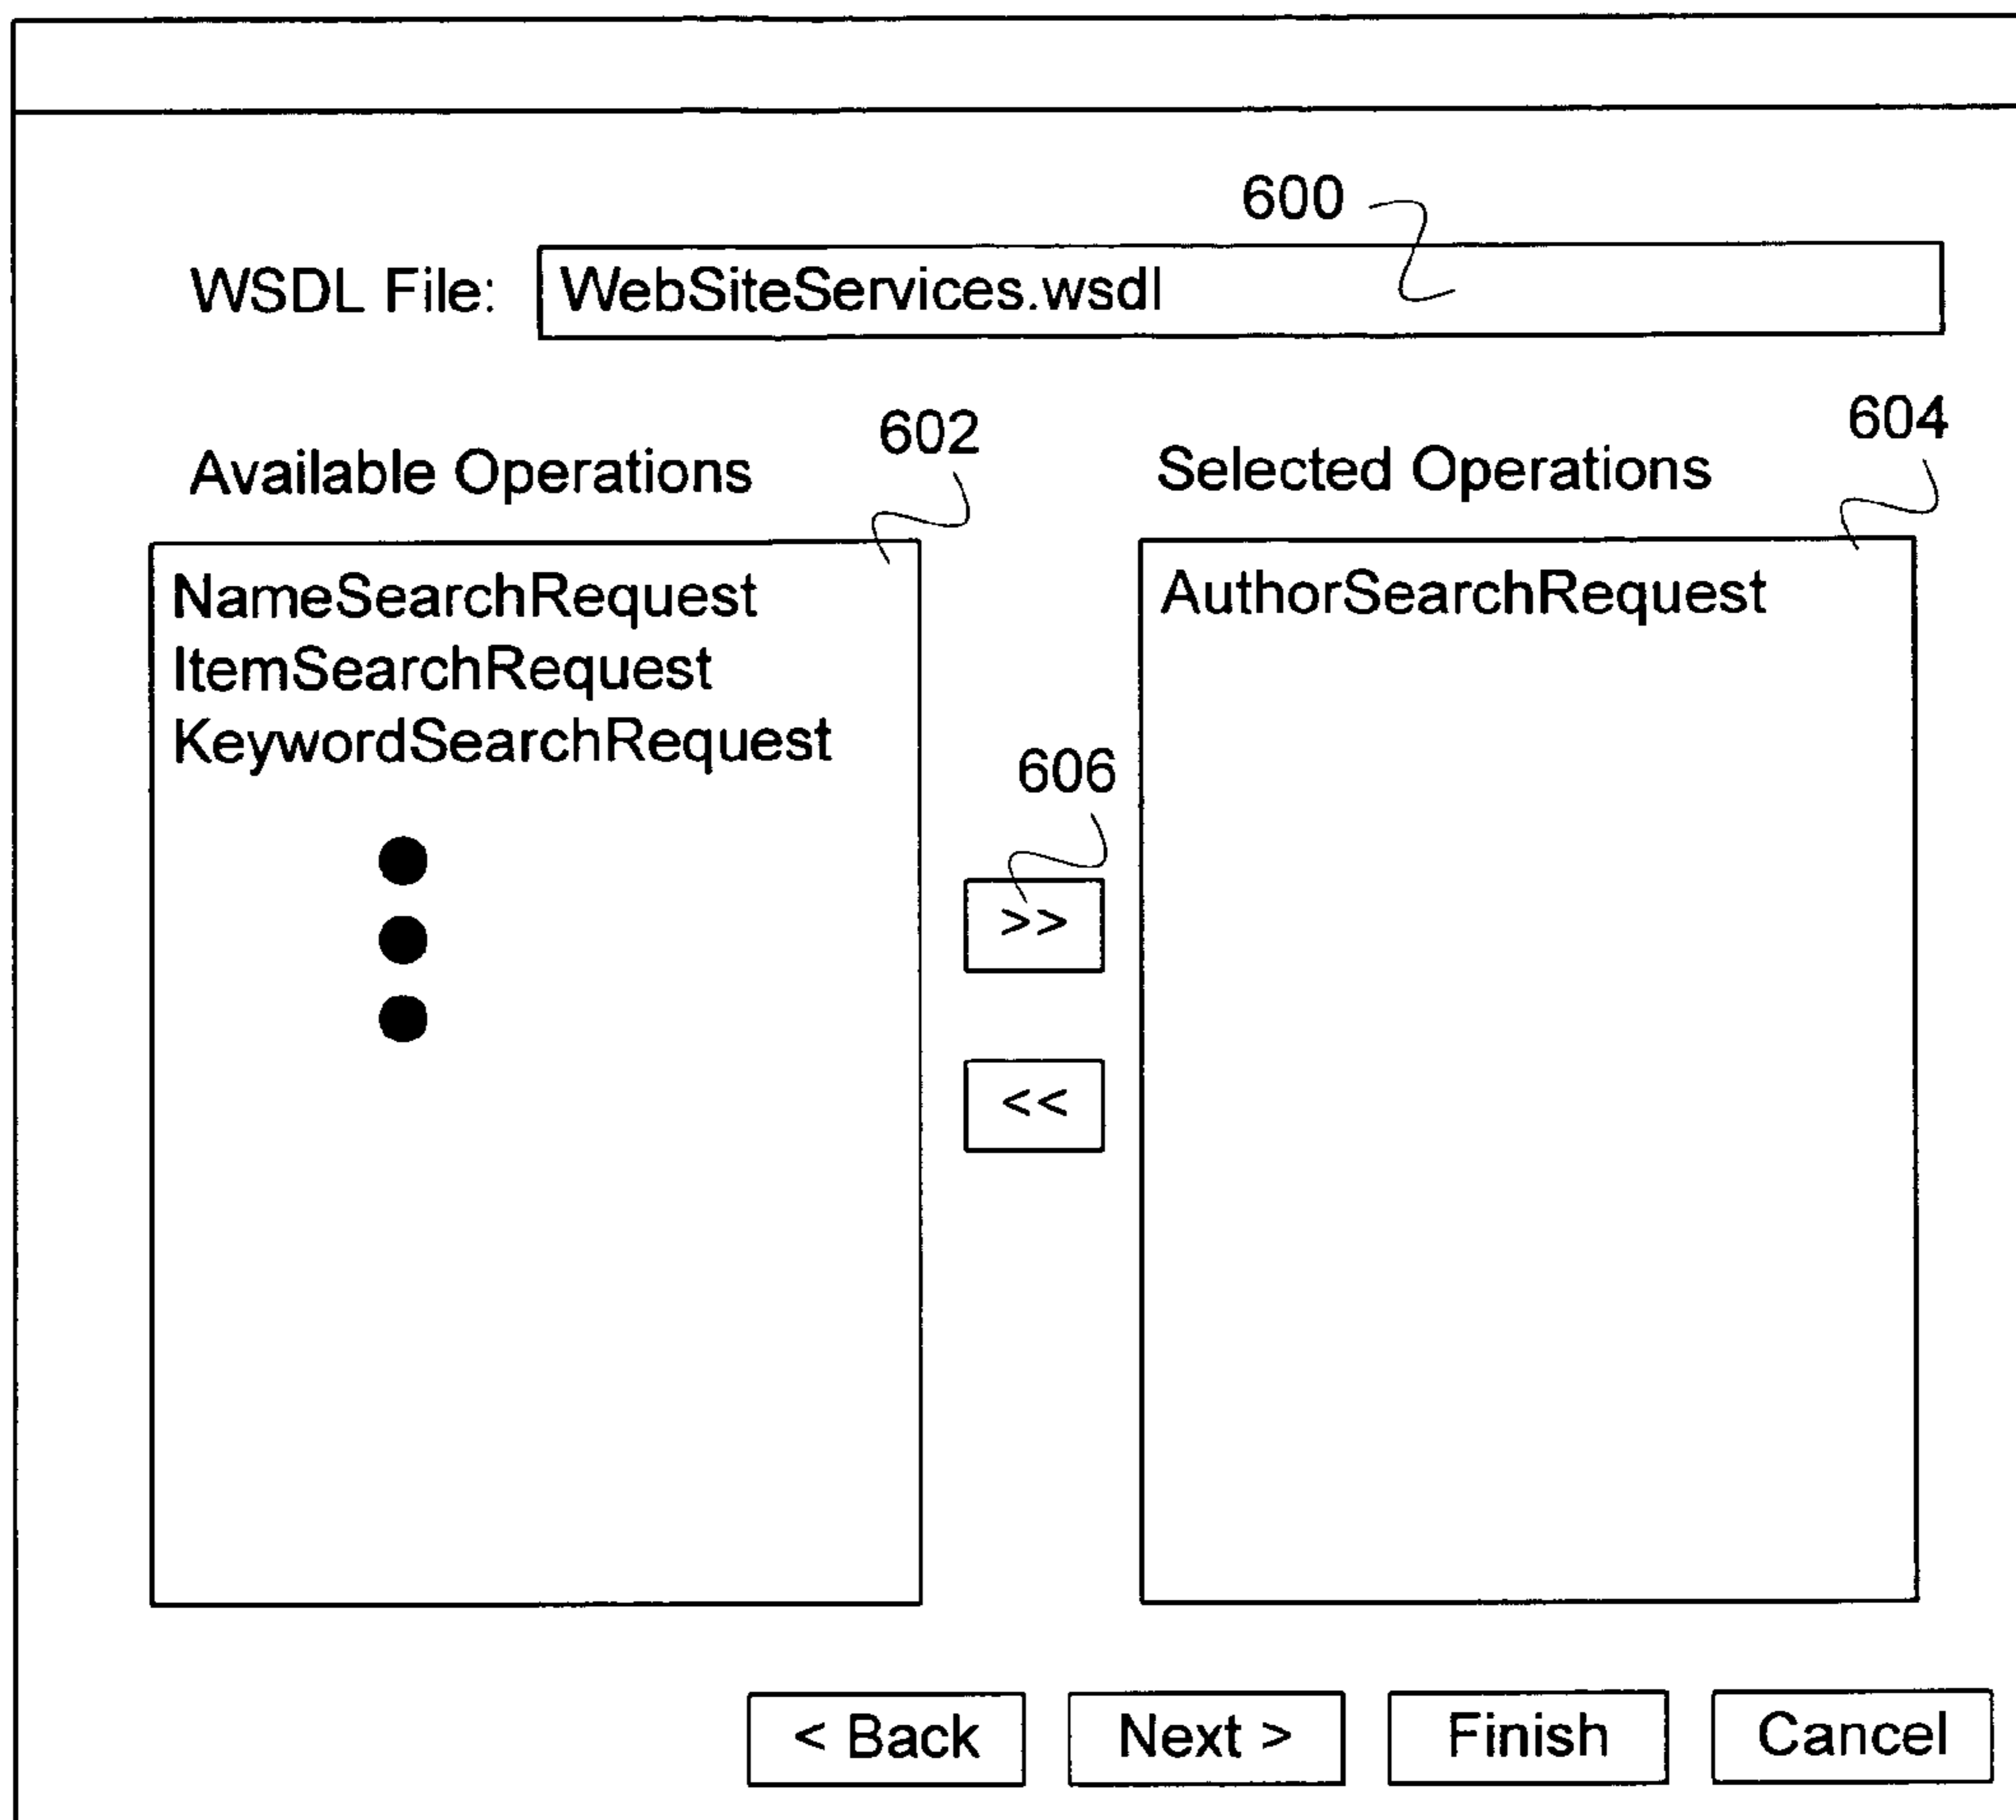 600
WSDL File: WebSiteServices.wsdl
602
604
Available Operations
Selected Operations
NameSearchRequest
ItemSearchRequest
KeywordSearchRequest
AuthorSearchRequest
606
>>
<<
< Back
Next >
Finish
Cancel